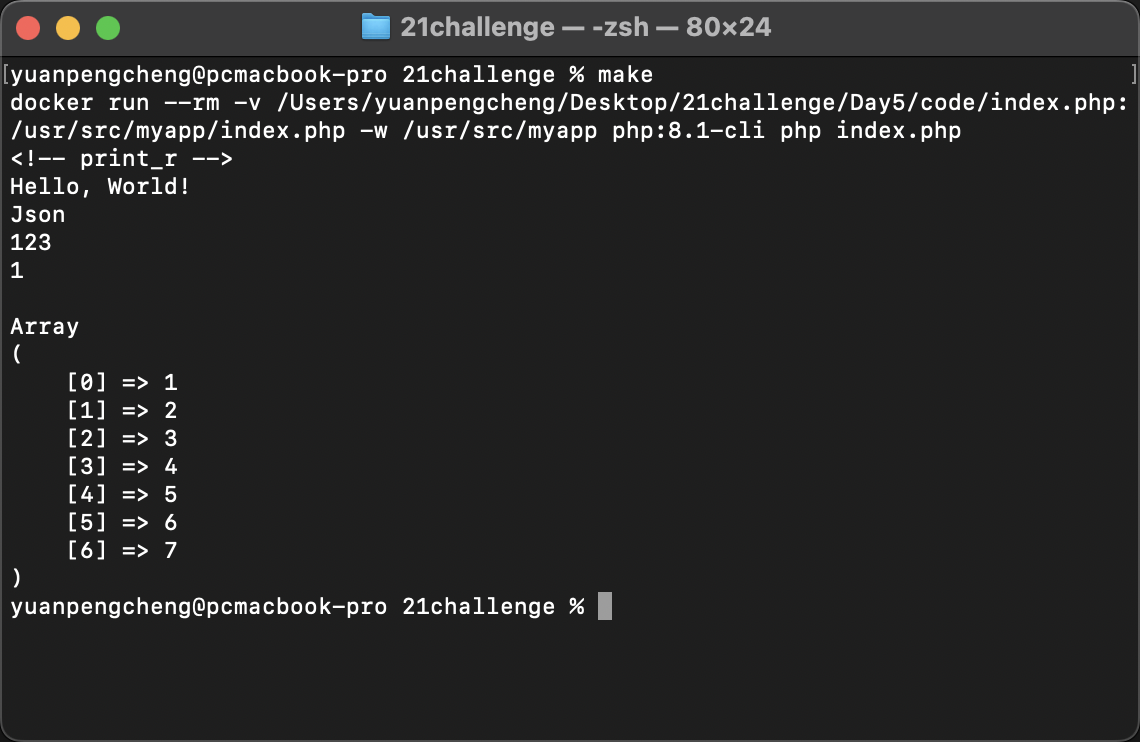 21challenge — -zsh — 80×24
[yuanpengcheng@pcmacbook-pro 21challenge % make ]
docker run --rm -v /Users/yuanpengcheng/Desktop/21challenge/Day5/code/index.php:
/usr/src/myapp/index.php -w /usr/src/myapp php:8.1-cli php index.php
<!-- print_r -->
Hello, World!
Json
123
1
Array
(
    [0] => 1
    [1] => 2
    [2] => 3
    [3] => 4
    [4] => 5
    [5] => 6
    [6] => 7
)
yuanpengcheng@pcmacbook-pro 21challenge %